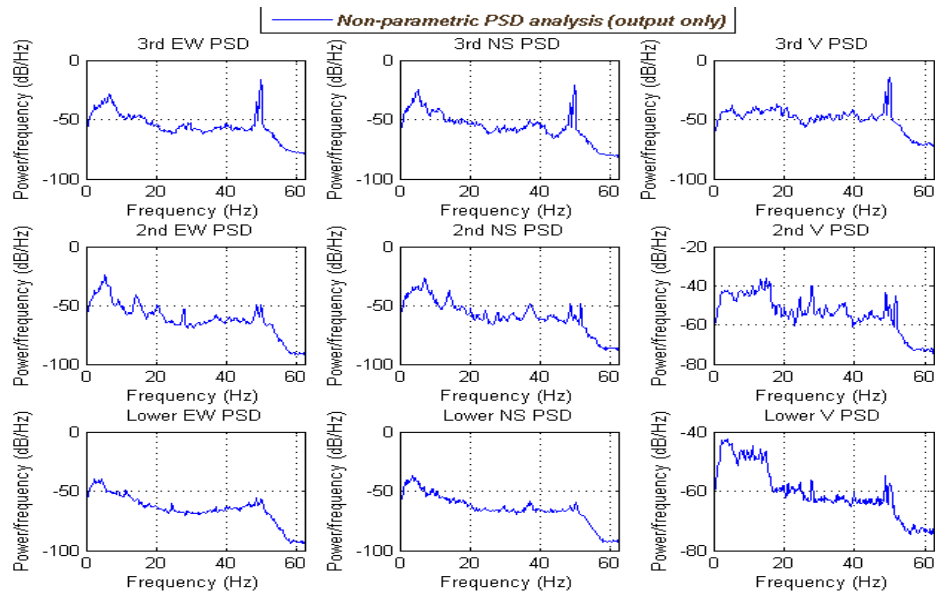 Non-parametric PSD analysis (output only)
3rd EW PSD
Power/frequency (dB/Hz)
0
-50
-100
0 20 40 60
Frequency (Hz)
3rd NS PSD
Power/frequency (dB/Hz)
0
-50
-100
0 20 40 60
Frequency (Hz)
3rd V PSD
Power/frequency (dB/Hz)
0
-50
-100
0 20 40 60
Frequency (Hz)
2nd EW PSD
Power/frequency (dB/Hz)
0
-50
-100
0 20 40 60
Frequency (Hz)
2nd NS PSD
Power/frequency (dB/Hz)
0
-50
-100
0 20 40 60
Frequency (Hz)
2nd V PSD
Power/frequency (dB/Hz)
-20
-40
-60
-80
0 20 40 60
Frequency (Hz)
Lower EW PSD
Power/frequency (dB/Hz)
0
-50
-100
0 20 40 60
Frequency (Hz)
Lower NS PSD
Power/frequency (dB/Hz)
0
-50
-100
0 20 40 60
Frequency (Hz)
Lower V PSD
Power/frequency (dB/Hz)
-40
-60
-80
0 20 40 60
Frequency (Hz)